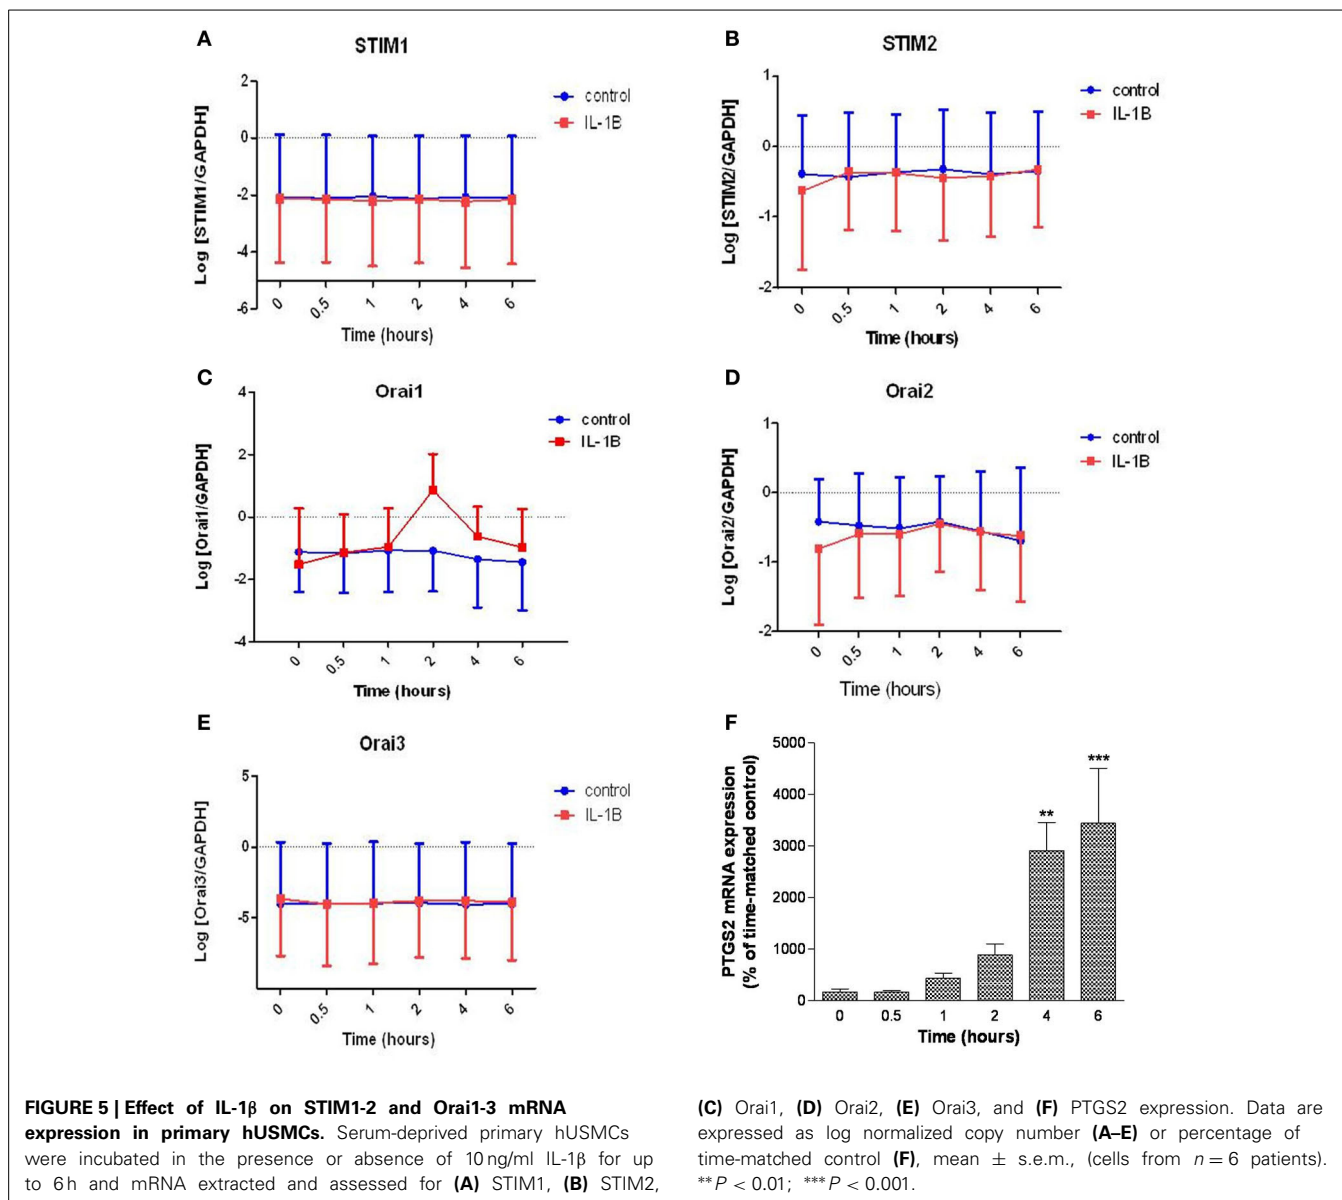 A
STIM1
control
IL-1B
Log [STIM1/GAPDH]
2
0
-2
-4
-6
0
0.5
1
2
4
6
Time (hours)
B
STIM2
control
IL-1B
Log [STIM2/GAPDH]
1
0
-1
-2
0
0.5
1
2
4
6
Time (hours)
C
Orai1
control
IL-1B
Log [Orai1/GAPDH]
4
2
0
-2
-4
0
0.5
1
2
4
6
Time (hours)
D
Orai2
control
IL-1B
Log [Orai2/GAPDH]
1
0
-1
-2
0
0.5
1
2
4
6
Time (hours)
E
Orai3
control
IL-1B
Log [Orai3/GAPDH]
5
0
-5
0
0.5
1
2
4
6
Time (hours)
F
PTGS2 mRNA expression
(% of time-matched control)
5000
4000
3000
2000
1000
0
**
***
0
0.5
1
2
4
6
Time (hours)
FIGURE 5 | Effect of IL-1β on STIM1-2 and Orai1-3 mRNA
expression in primary hUSMCs. Serum-deprived primary hUSMCs
were incubated in the presence or absence of 10 ng/ml IL-1β for up
to 6 h and mRNA extracted and assessed for (A) STIM1, (B) STIM2,
(C) Orai1, (D) Orai2, (E) Orai3, and (F) PTGS2 expression. Data are
expressed as log normalized copy number (A–E) or percentage of
time-matched control (F), mean ± s.e.m., (cells from n = 6 patients).
**P < 0.01; ***P < 0.001.